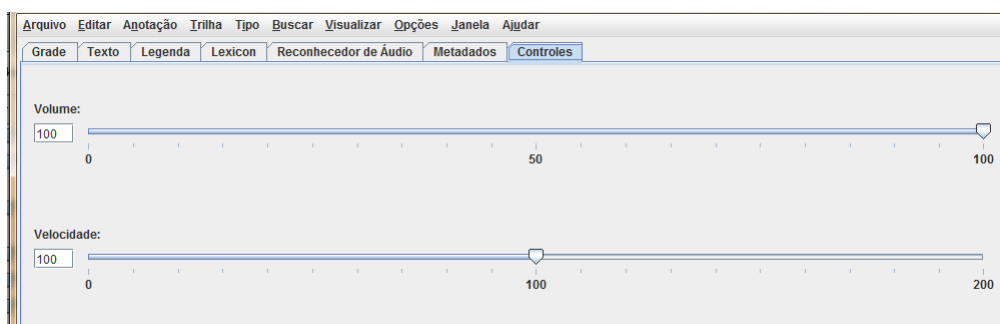 Arquivo Editar Anotação Trilha Tipo Buscar Visualizar Opções Janela Ajudar
Grade Texto Legenda Lexicon Reconhecedor de Áudio Metadados Controles
Volume:
100
0 50 100
Velocidade:
100
0 100 200